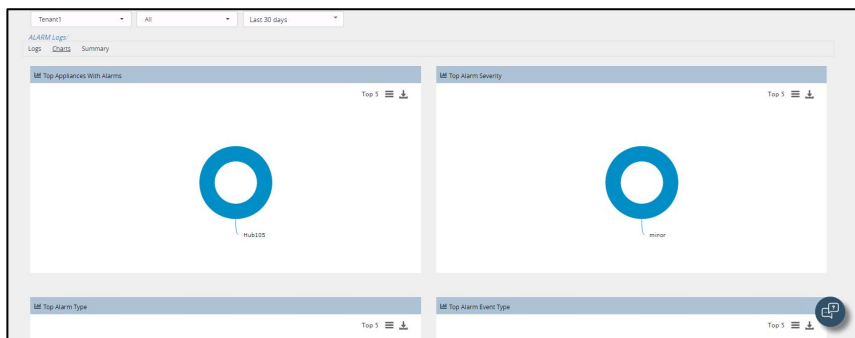 Tenant1 All Last 30 days
ALARM Logs:
Logs Charts Summary
Top Appliances With Alarms Top Alarm Severity
Top 5 Top 5
Hub105 minor
Top Alarm Type Top Alarm Event Type
Top 5 Top 5